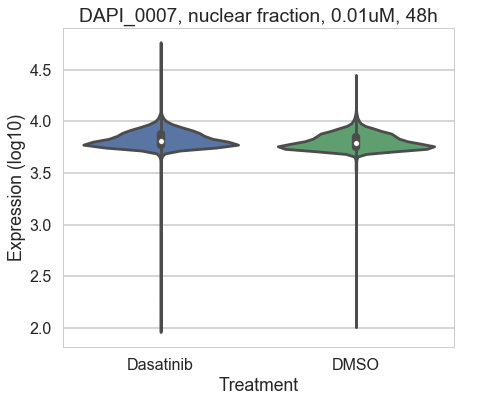 DAPI_0007, nuclear fraction, 0.01uM, 48h
4.5
4.0
3.5
3.0
2.5
2.0
Expression (log10)
Dasatinib
DMSO
Treatment